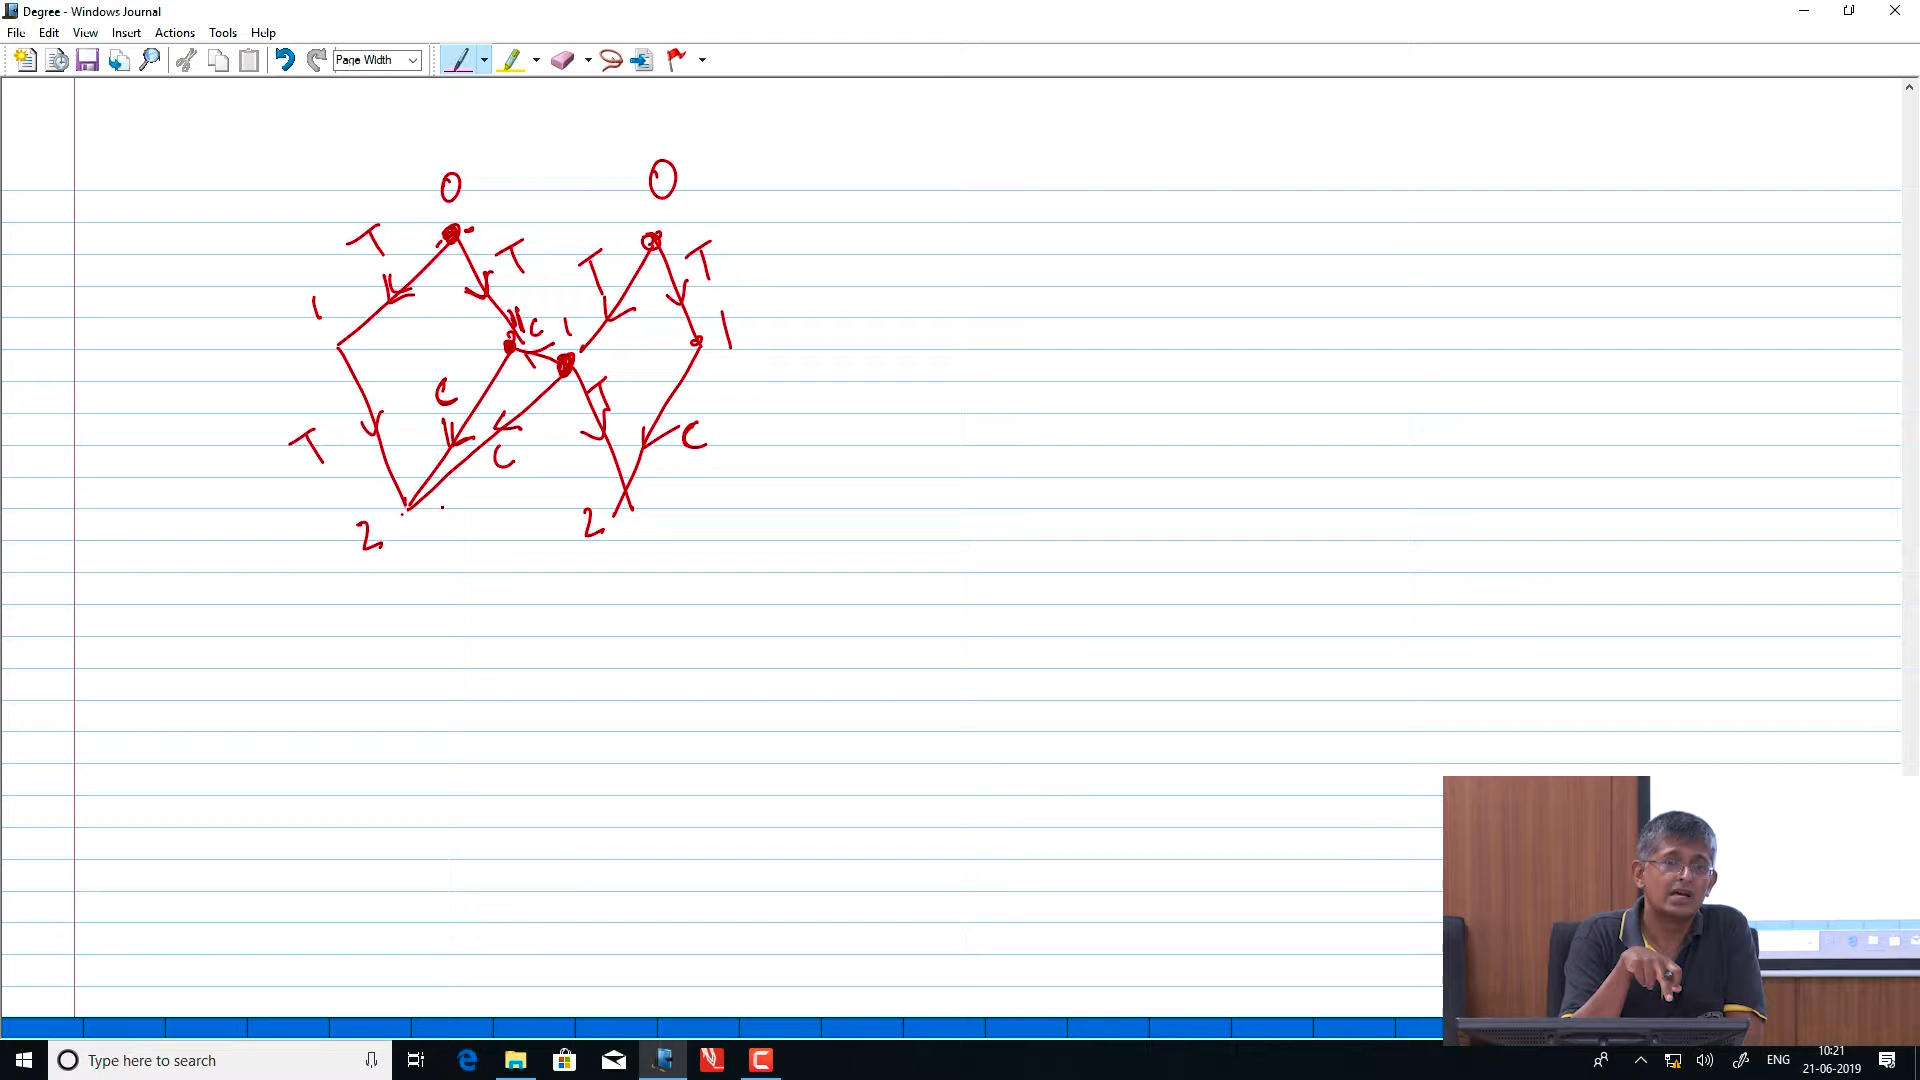 Degree - Windows Journal
File Edit View Insert Actions Tools Help
Page Width
0 0
T T T T
1 C 1 1
C T
T C C
2 2
Type here to search
ENG
10:21
21-06-2019